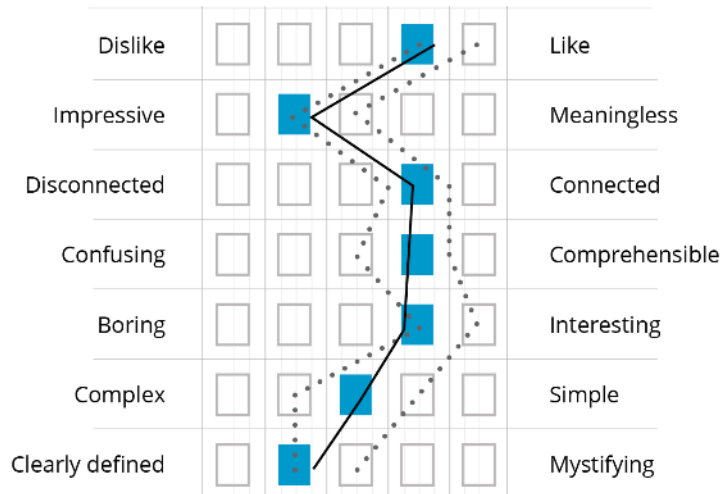 Dislike Like
Impressive Meaningless
Disconnected Connected
Confusing Comprehensible
Boring Interesting
Complex Simple
Clearly defined Mystifying